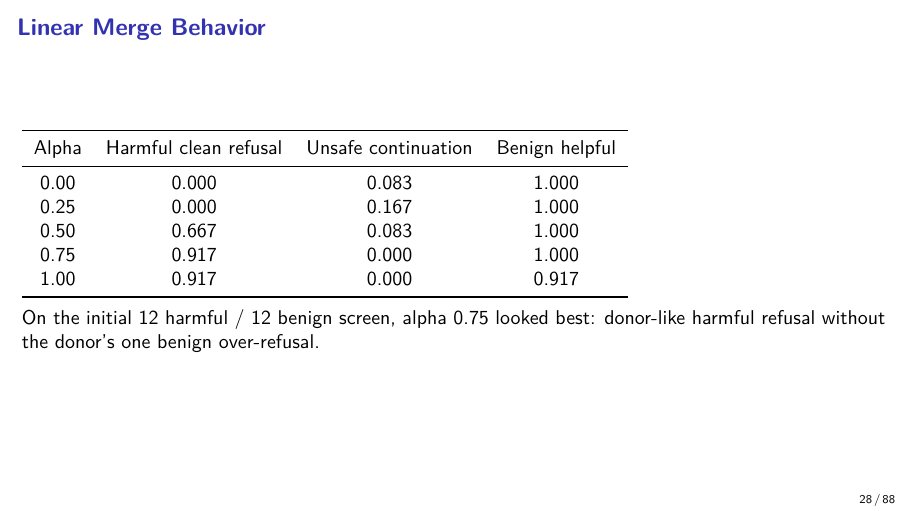 Linear Merge Behavior
Alpha Harmful clean refusal Unsafe continuation Benign helpful
0.00 0.000 0.083 1.000
0.25 0.000 0.167 1.000
0.50 0.667 0.083 1.000
0.75 0.917 0.000 1.000
1.00 0.917 0.000 0.917
On the initial 12 harmful / 12 benign screen, alpha 0.75 looked best: donor-like harmful refusal without
the donor's one benign over-refusal.
28 / 88